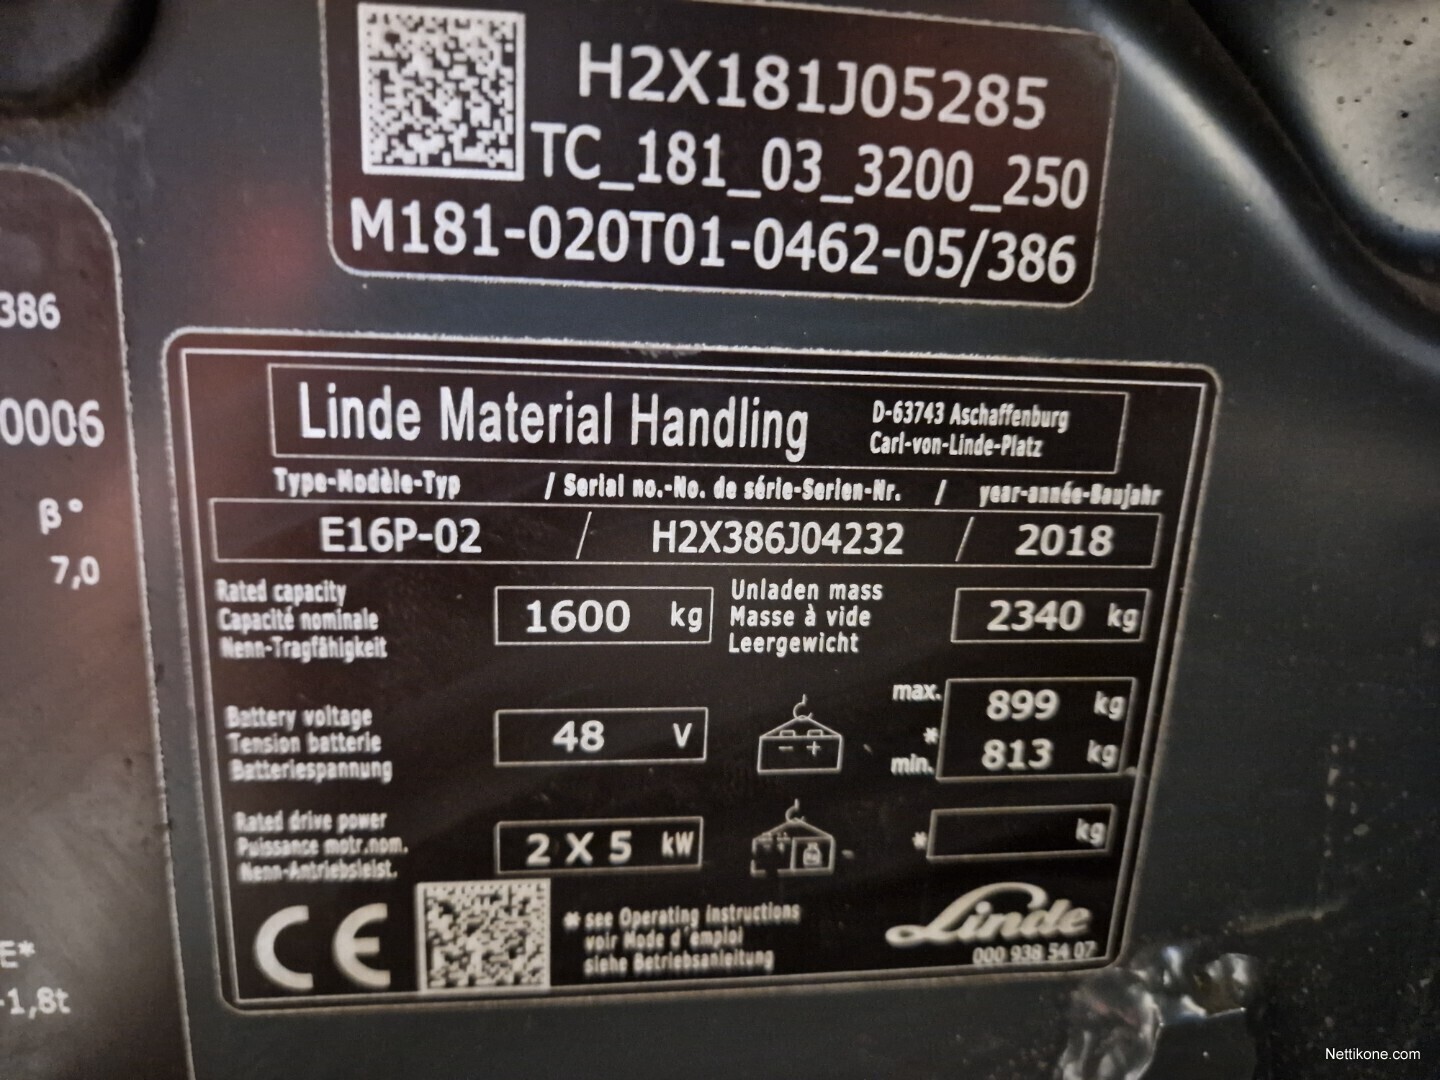 H2X181J05285
TC_181_03_3200_250
M181-020T01-0462-05/386
386
0006
β°
7,0
E*
-1,8t
Linde Material Handling
D-63743 Aschaffenburg
Carl-von-Linde-Platz
Type-Modèle-Typ / Serial no.-No. de série-Serien-Nr. / year-année-Baujahr
E16P-02 / H2X386J04232 / 2018
Rated capacity
Capacité nominale
Nenn-Tragfähigkeit
1600 kg
Unladen mass
Masse à vide
Leergewicht
2340 kg
Battery voltage
Tension batterie
Batteriespannung
48 V
- +
max. 899 kg
*
min. 813 kg
Rated drive power
Puissance motr.nom.
Nenn-Antriebsleist.
2 X 5 kW
* kg
CE
* see Operating instructions
voir Mode d'emploi
siehe Betriebsanleitung
Linde
000 938 54 07
Nettikone.com